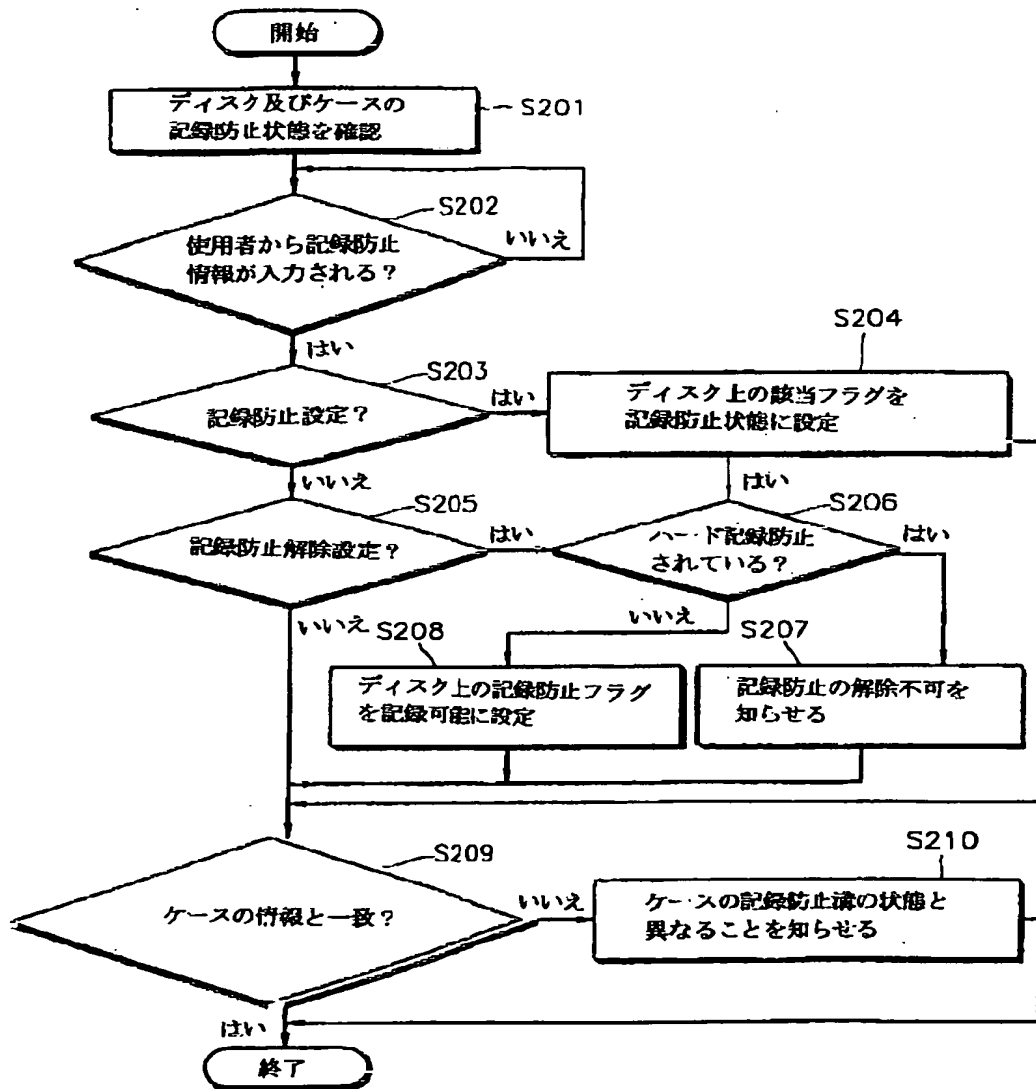 開始
ディスク及びケースの
記録防止状態を確認
S201
S202
使用者から記録防止
情報が入力される？
いいえ
はい
S203
記録防止設定？
はい
S204
ディスク上の該当フラグを
記録防止状態に設定
いいえ
はい
S205
記録防止解除設定？
はい
S206
ハード記録防止
されている？
はい
いいえ
いいえ
S208
ディスク上の記録防止フラグ
を記録可能に設定
S207
記録防止の解除不可を
知らせる
S209
ケースの情報と一致？
いいえ
S210
ケースの記録防止溝の状態と
異なることを知らせる
はい
終了